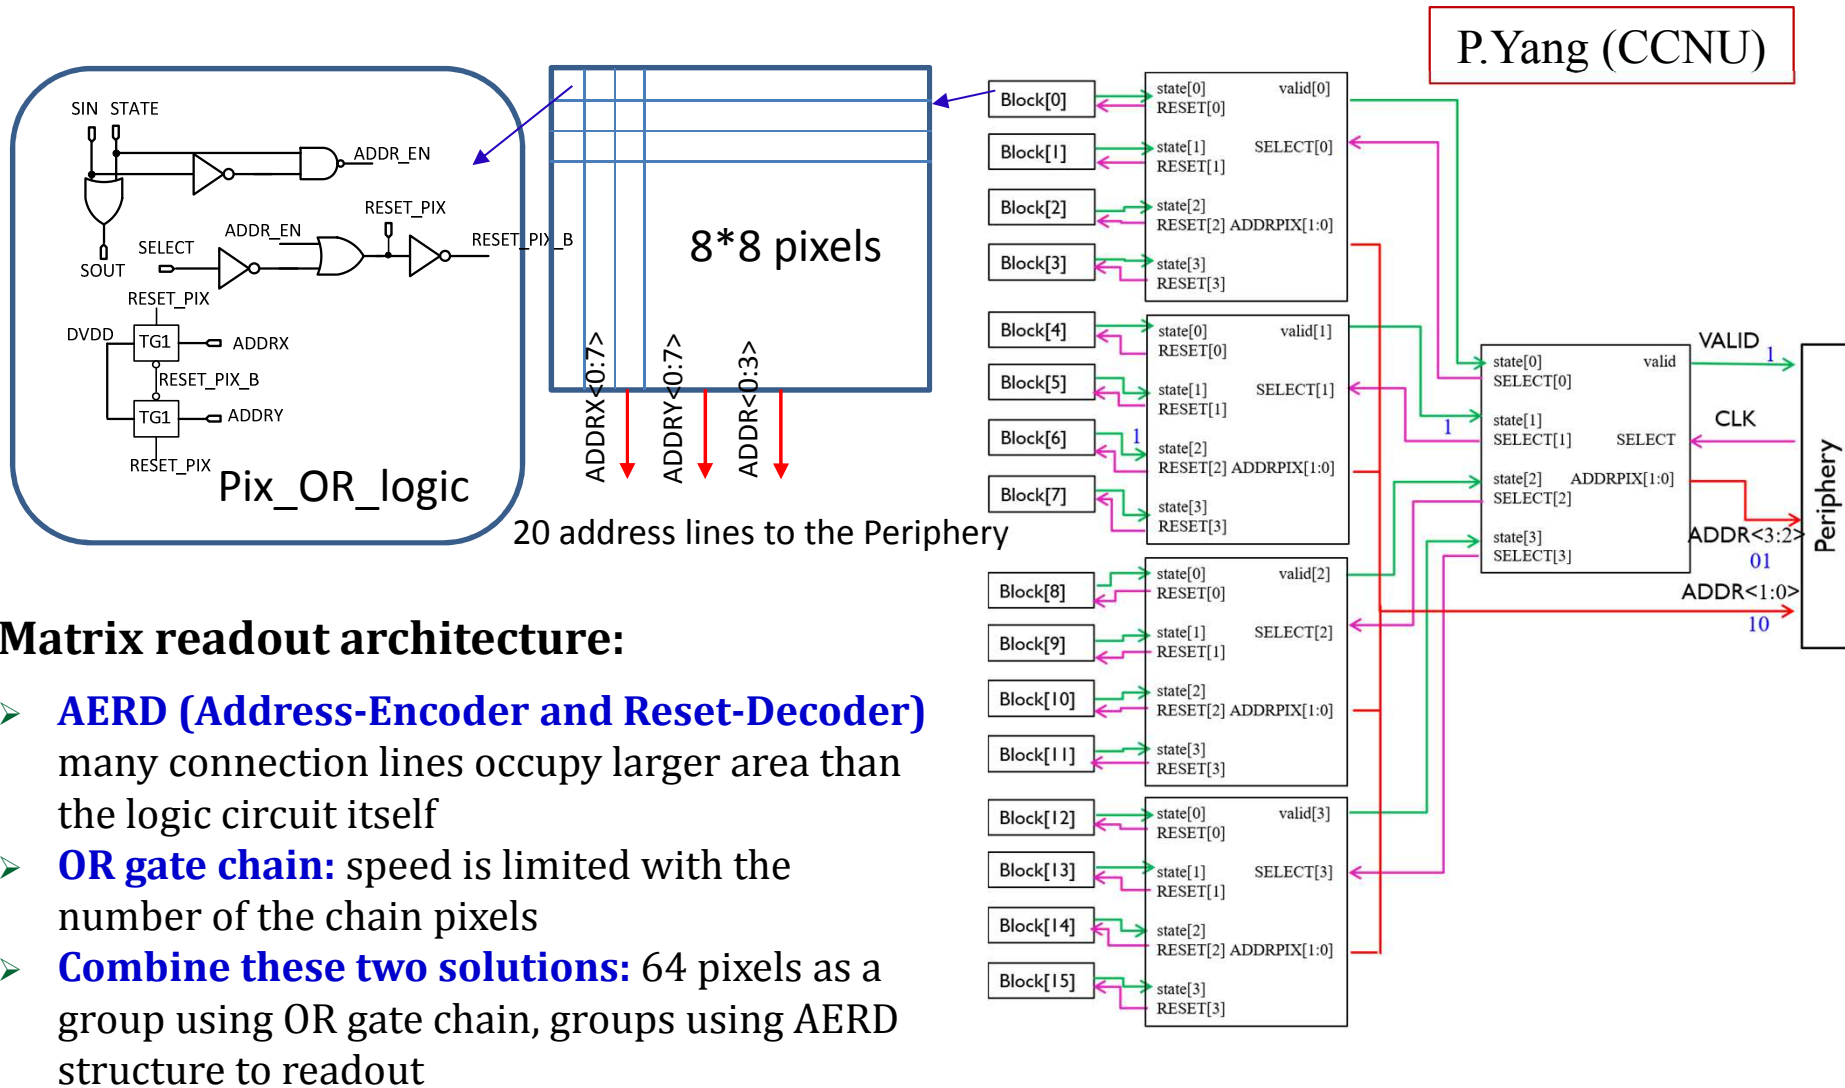 P.Yang (CCNU)
SIN STATE
ADDR_EN
SOUT
SELECT
ADDR_EN
RESET_PIX
RESET_PIX_B
RESET_PIX
DVDD
TG1
ADDRX
RESET_PIX_B
TG1
ADDRY
RESET_PIX
Pix_OR_logic
8*8 pixels
ADDRX<0:7>
ADDRY<0:7>
ADDR<0:3>
20 address lines to the Periphery
Block[0]
Block[1]
Block[2]
Block[3]
state[0] valid[0]
RESET[0]
state[1] SELECT[0]
RESET[1]
state[2]
RESET[2] ADDRPIX[1:0]
state[3]
RESET[3]
Block[4]
Block[5]
Block[6]
Block[7]
1
state[0] valid[1]
RESET[0]
state[1] SELECT[1]
RESET[1]
state[2]
RESET[2] ADDRPIX[1:0]
state[3]
RESET[3]
Block[8]
Block[9]
Block[10]
Block[11]
state[0] valid[2]
RESET[0]
state[1] SELECT[2]
RESET[1]
state[2]
RESET[2] ADDRPIX[1:0]
state[3]
RESET[3]
Block[12]
Block[13]
Block[14]
Block[15]
state[0] valid[3]
RESET[0]
state[1] SELECT[3]
RESET[1]
state[2]
RESET[2] ADDRPIX[1:0]
state[3]
RESET[3]
1
state[0] valid
SELECT[0]
state[1]
SELECT[1] SELECT
state[2] ADDRPIX[1:0]
SELECT[2]
state[3]
SELECT[3]
VALID
1
CLK
ADDR<3:2>
01
ADDR<1:0>
10
Periphery
Matrix readout architecture:
➢ AERD (Address-Encoder and Reset-Decoder)
many connection lines occupy larger area than
the logic circuit itself
➢ OR gate chain: speed is limited with the
number of the chain pixels
➢ Combine these two solutions: 64 pixels as a
group using OR gate chain, groups using AERD
structure to readout